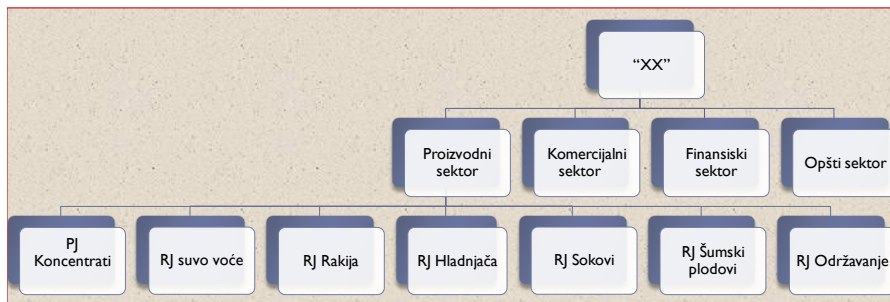 “XX”
Proizvodni
sektor
Komercijalni
sektor
Finansiski
sektor
Opšti sektor
PJ
Koncentrati
RJ suvo voće
RJ Rakija
RJ Hladnjača
RJ Sokovi
RJ Šumski
plodovi
RJ Održavanje